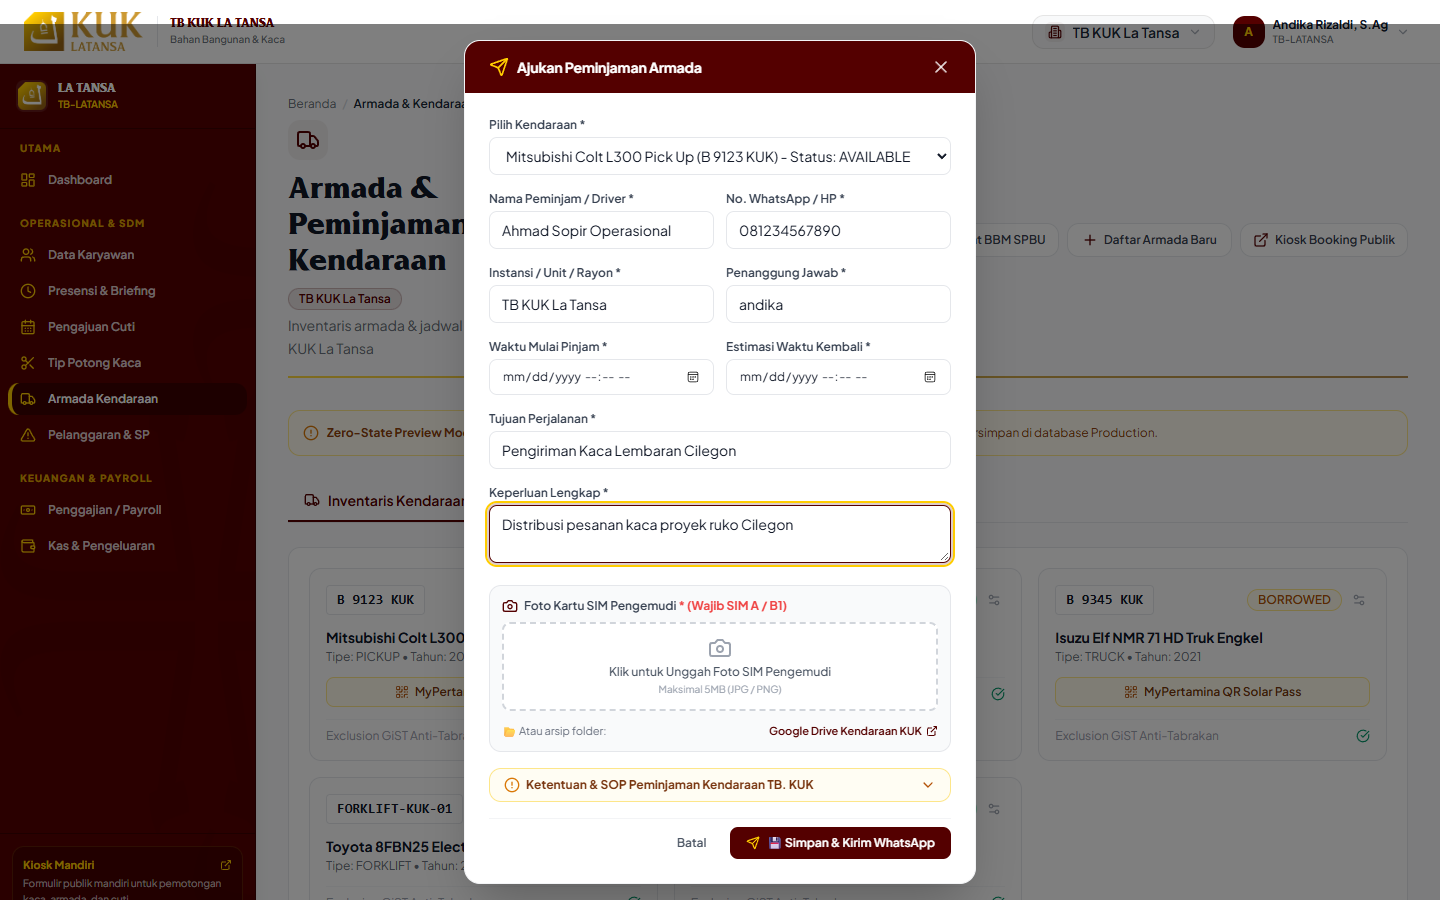 KUK
LATANSA
TB KUK LA TANSA
Bahan Bangunan & Kaca
TB KUK La Tansa
A
Andika Rizaldi, S.Ag
TB-LATANSA
LA TANSA
TB-LATANSA
UTAMA
Dashboard
OPERASIONAL & SDM
Data Karyawan
Presensi & Briefing
Pengajuan Cuti
Tip Potong Kaca
Armada Kendaraan
Pelanggaran & SP
KEUANGAN & PAYROLL
Penggajian / Payroll
Kas & Pengeluaran
Kiosk Mandiri
Formulir publik mandiri untuk pemotongan
kaca, armada, dan cuti
Beranda / Armada & Kendaraa
Armada &
Peminjaman
Kendaraan
TB KUK La Tansa
Inventaris armada & jadwal
KUK La Tansa
BBM SPBU
Daftar Armada Baru
Kiosk Booking Publik
Zero-State Preview Mo
rsimpan di database Production.
Inventaris Kendaraan
B 9123 KUK
Mitsubishi Colt L300
Tipe: PICKUP • Tahun: 20
MyPerta
Exclusion GiST Anti-Tabra
B 9345 KUK
BORROWED
Isuzu Elf NMR 71 HD Truk Engkel
Tipe: TRUCK • Tahun: 2021
MyPertamina QR Solar Pass
Exclusion GiST Anti-Tabrakan
FORKLIFT-KUK-01
Toyota 8FBN25 Elect
Tipe: FORKLIFT • Tahun: 2
Ajukan Peminjaman Armada
Pilih Kendaraan *
Mitsubishi Colt L300 Pick Up (B 9123 KUK) - Status: AVAILABLE
Nama Peminjam / Driver *
No. WhatsApp / HP *
Ahmad Sopir Operasional
081234567890
Instansi / Unit / Rayon *
Penanggung Jawab *
TB KUK La Tansa
andika
Waktu Mulai Pinjam *
Estimasi Waktu Kembali *
mm/dd/yyyy --:-- --
mm/dd/yyyy --:-- --
Tujuan Perjalanan *
Pengiriman Kaca Lembaran Cilegon
Keperluan Lengkap *
Distribusi pesanan kaca proyek ruko Cilegon
Foto Kartu SIM Pengemudi * (Wajib SIM A / B1)
Klik untuk Unggah Foto SIM Pengemudi
Maksimal 5MB (JPG / PNG)
Atau arsip folder:
Google Drive Kendaraan KUK
Ketentuan & SOP Peminjaman Kendaraan TB. KUK
Batal
Simpan & Kirim WhatsApp